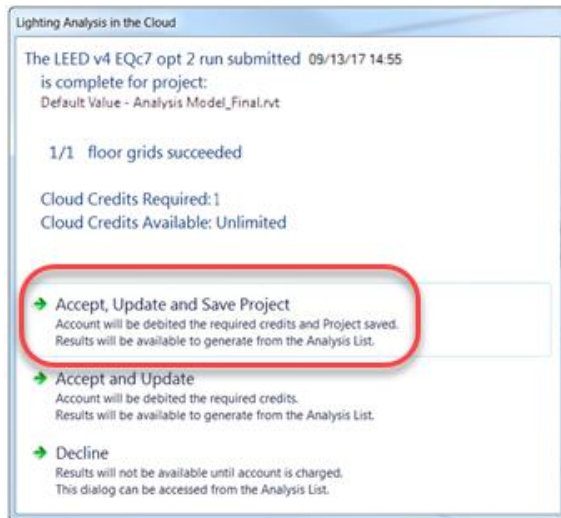 Lighting Analysis in the Cloud
The LEED v4 EQc7 opt 2 run submitted 09/13/17 14:55
is complete for project:
Default Value - Analysis Model_Final.rvt
1/1 floor grids succeeded
Cloud Credits Required:1
Cloud Credits Available: Unlimited
Accept, Update and Save Project
Account will be debited the required credits and Project saved.
Results will be available to generate from the Analysis List.
Accept and Update
Account will be debited the required credits.
Results will be available to generate from the Analysis List.
Decline
Results will not be available until account is charged.
This dialog can be accessed from the Analysis List.